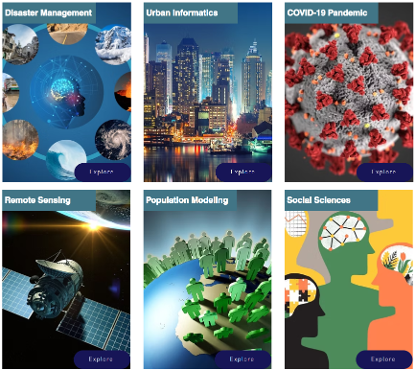 Disaster Management
Urban Informatics
COVID-19 Pandemic
Explore
Explore
Explore
Remote Sensing
Population Modeling
Social Sciences
Explore
Explore
Explore